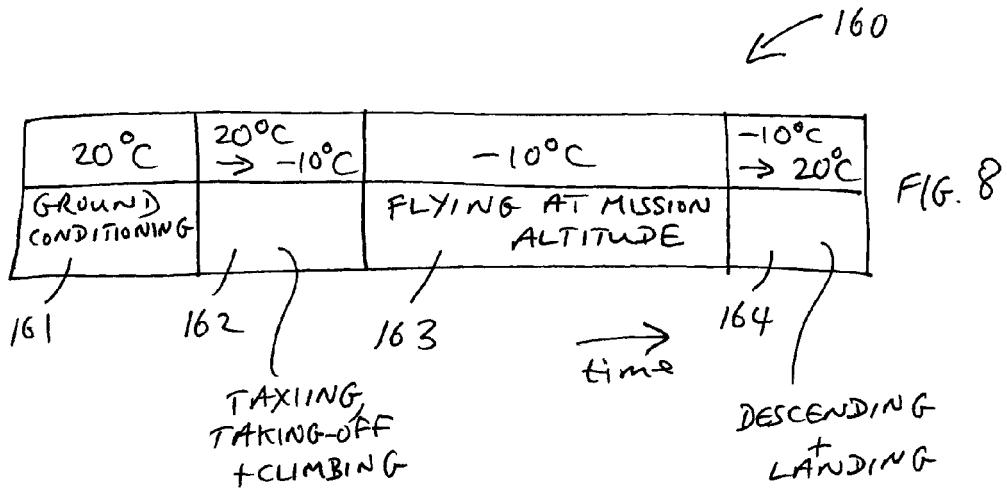 160
20°C
20°C
→ -10°C
-10°C
-10°C
→ 20°C
FIG. 8
GROUND
CONDITIONING
FLYING AT MISSION
ALTITUDE
161
162
163
164
time
TAXIING,
TAKING-OFF
+CLIMBING
DESCENDING
+
LANDING